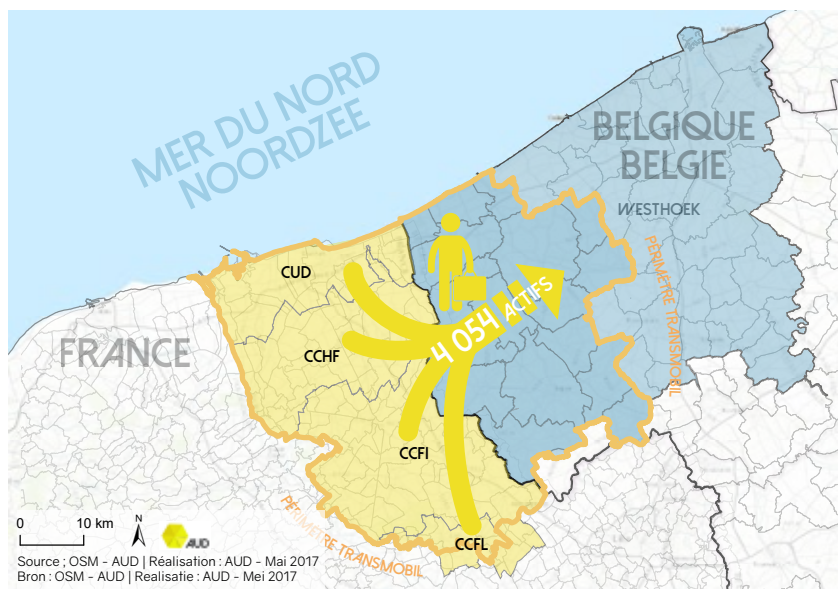 MER DU NORD
NOORDZEE
BELGIQUE
BELGIE
WESTHOEK
PÉRIMÈTRE TRANSMOBIL
CUD
4 054 ACTIFS
FRANCE
CCHF
CCFI
CCFL
PÉRIMÈTRE TRANSMOBIL
0 10 km
N
AUD
Source ; OSM - AUD | Réalisation : AUD - Mai 2017
Bron : OSM - AUD | Realisatie : AUD - Mei 2017